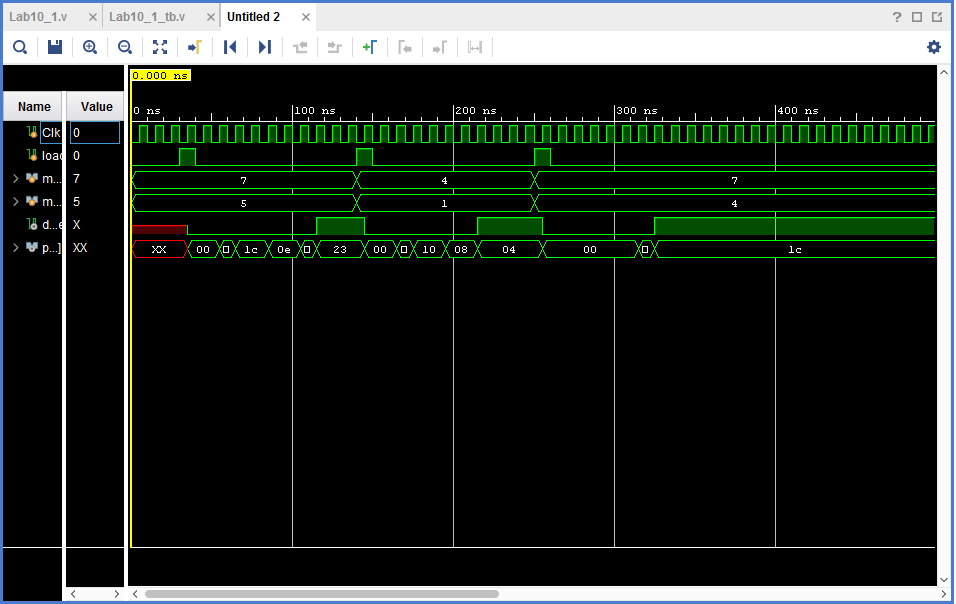 Lab10_1.v Lab10_1_tb.v Untitled 2
0.000 ns
Name Value
0 ns 100 ns 200 ns 300 ns 400 ns
Clk 0
load 0
m... 7 7 4 7
m... 5 5 1 4
d...e X
p...] XX XX 00 1c 0e 23 00 10 08 04 00 1c